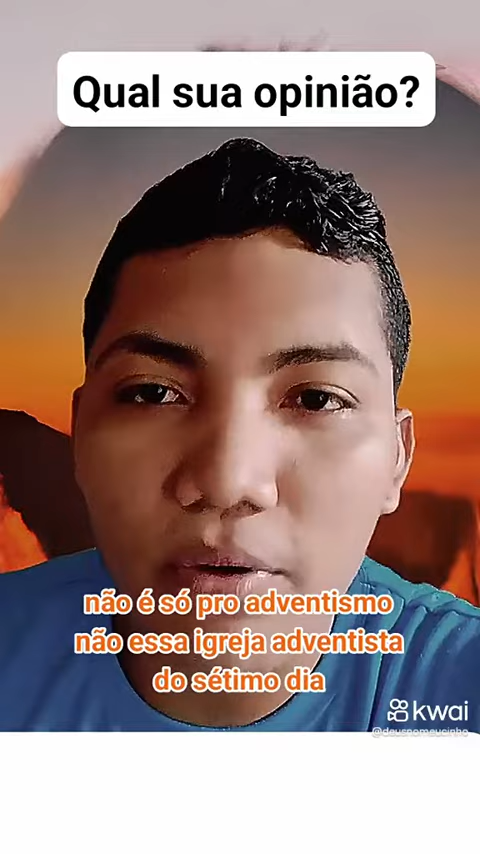 Qual sua opinião?
não é só pro adventismo
não essa igreja adventista
do sétimo dia
kwai